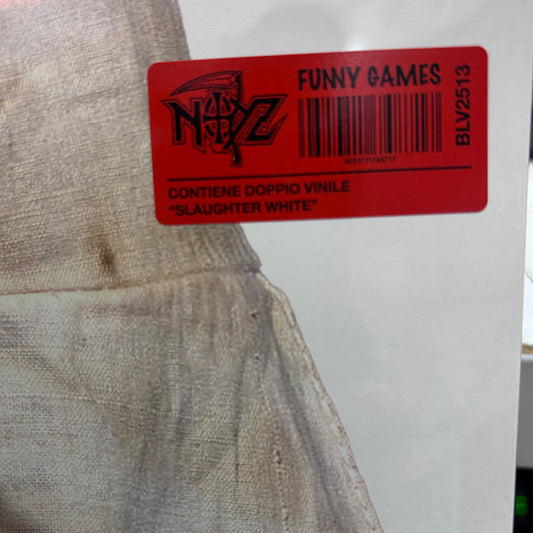 NOYZ
FUNNY GAMES
BLV2513
CONTIENE DOPPIO VINILE
"SLAUGHTER WHITE"